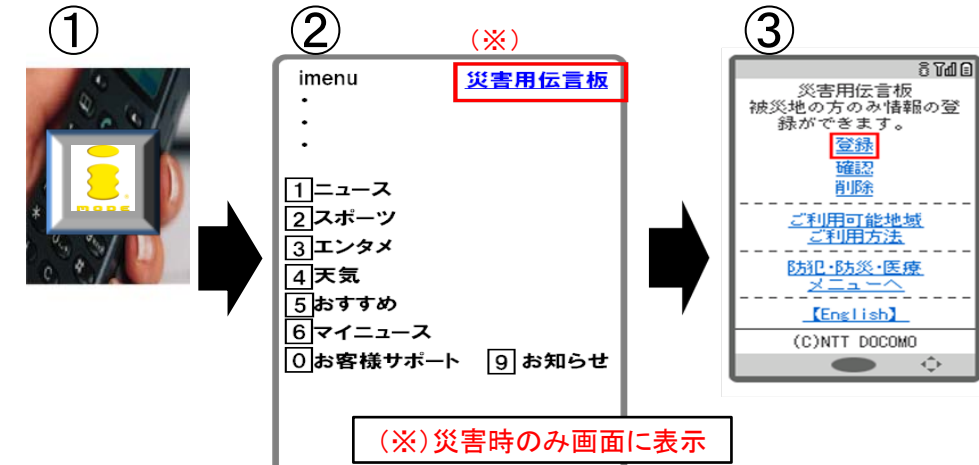 ①
②
③
(※)
imenu
災害用伝言板
・
・
・
1 ニュース
2 スポーツ
3 エンタメ
4 天気
5 おすすめ
6 マイニュース
0 お客様サポート 9 お知らせ
(※)災害時のみ画面に表示
災害用伝言板
被災地の方のみ情報の登
録ができます。
登録
確認
削除
ご利用可能地域
ご利用方法
防犯・防災・医療
メニューへ
【English】
(C)NTT DOCOMO